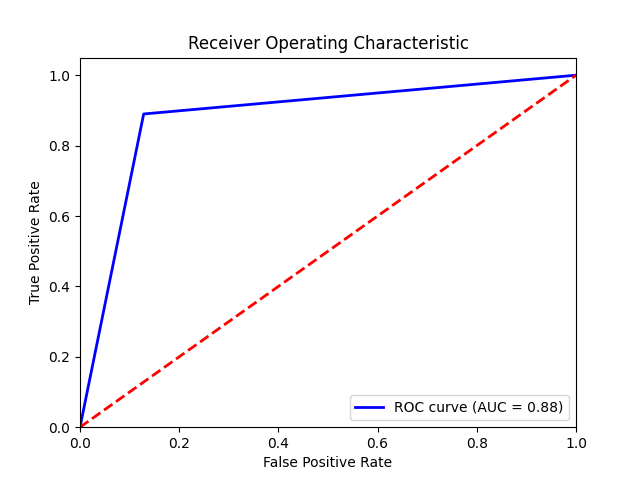 Receiver Operating Characteristic
1.0
0.8
0.6
0.4
0.2
0.0
True Positive Rate
ROC curve (AUC = 0.88)
0.0 0.2 0.4 0.6 0.8 1.0
False Positive Rate